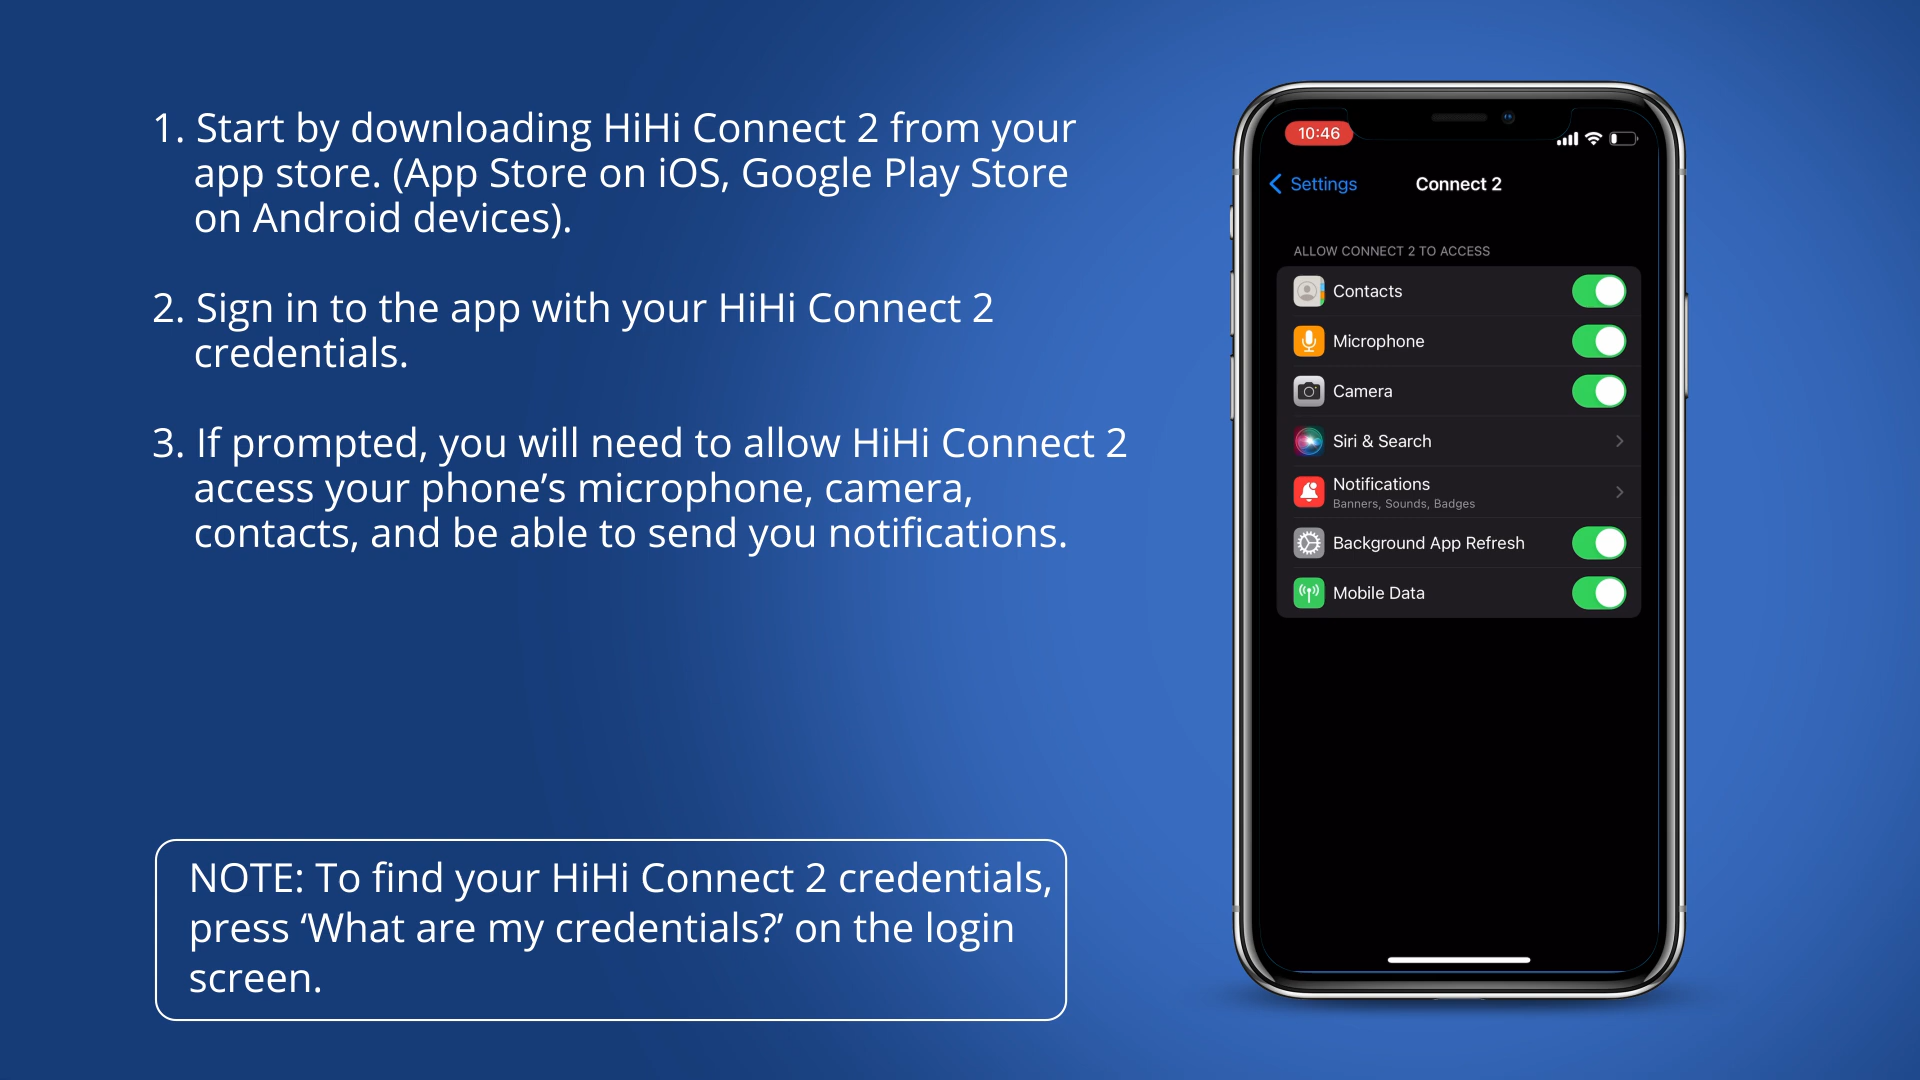 1. Start by downloading HiHi Connect 2 from your
app store. (App Store on iOS, Google Play Store
on Android devices).
2. Sign in to the app with your HiHi Connect 2
credentials.
3. If prompted, you will need to allow HiHi Connect 2
access your phone’s microphone, camera,
contacts, and be able to send you notifications.
NOTE: To find your HiHi Connect 2 credentials,
press ‘What are my credentials?’ on the login
screen.
10:46
Settings
Connect 2
ALLOW CONNECT 2 TO ACCESS
Contacts
Microphone
Camera
Siri & Search
Notifications
Banners, Sounds, Badges
Background App Refresh
Mobile Data